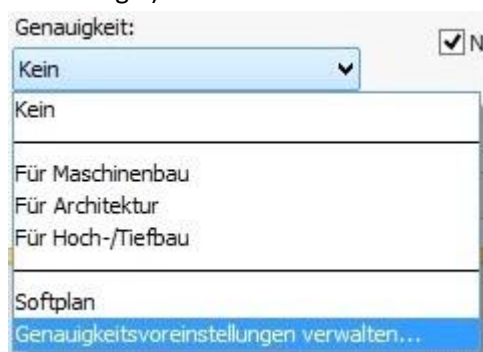 Genauigkeit:
N
Kein
Kein
Für Maschinenbau
Für Architektur
Für Hoch-/Tiefbau
Softplan
Genauigkeitsvoreinstellungen verwalten...